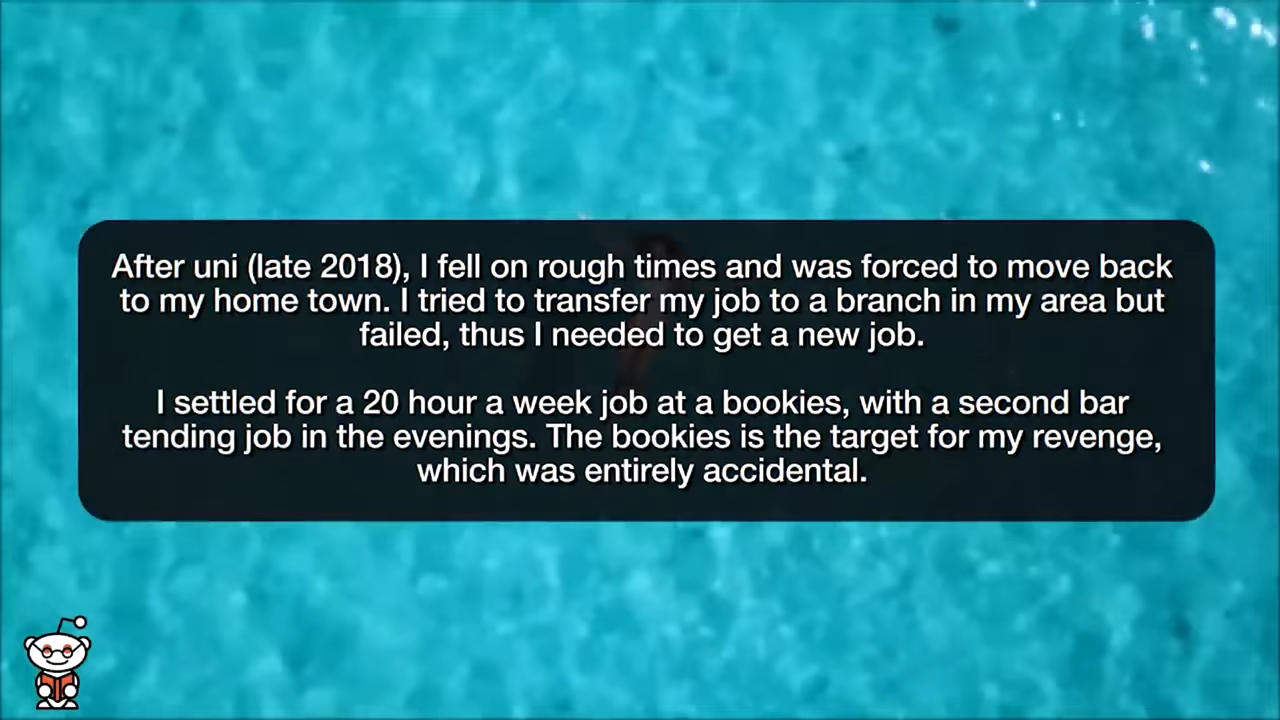 After uni (late 2018), I fell on rough times and was forced to move back
to my home town. I tried to transfer my job to a branch in my area but
failed, thus I needed to get a new job.
I settled for a 20 hour a week job at a bookies, with a second bar
tending job in the evenings. The bookies is the target for my revenge,
which was entirely accidental.